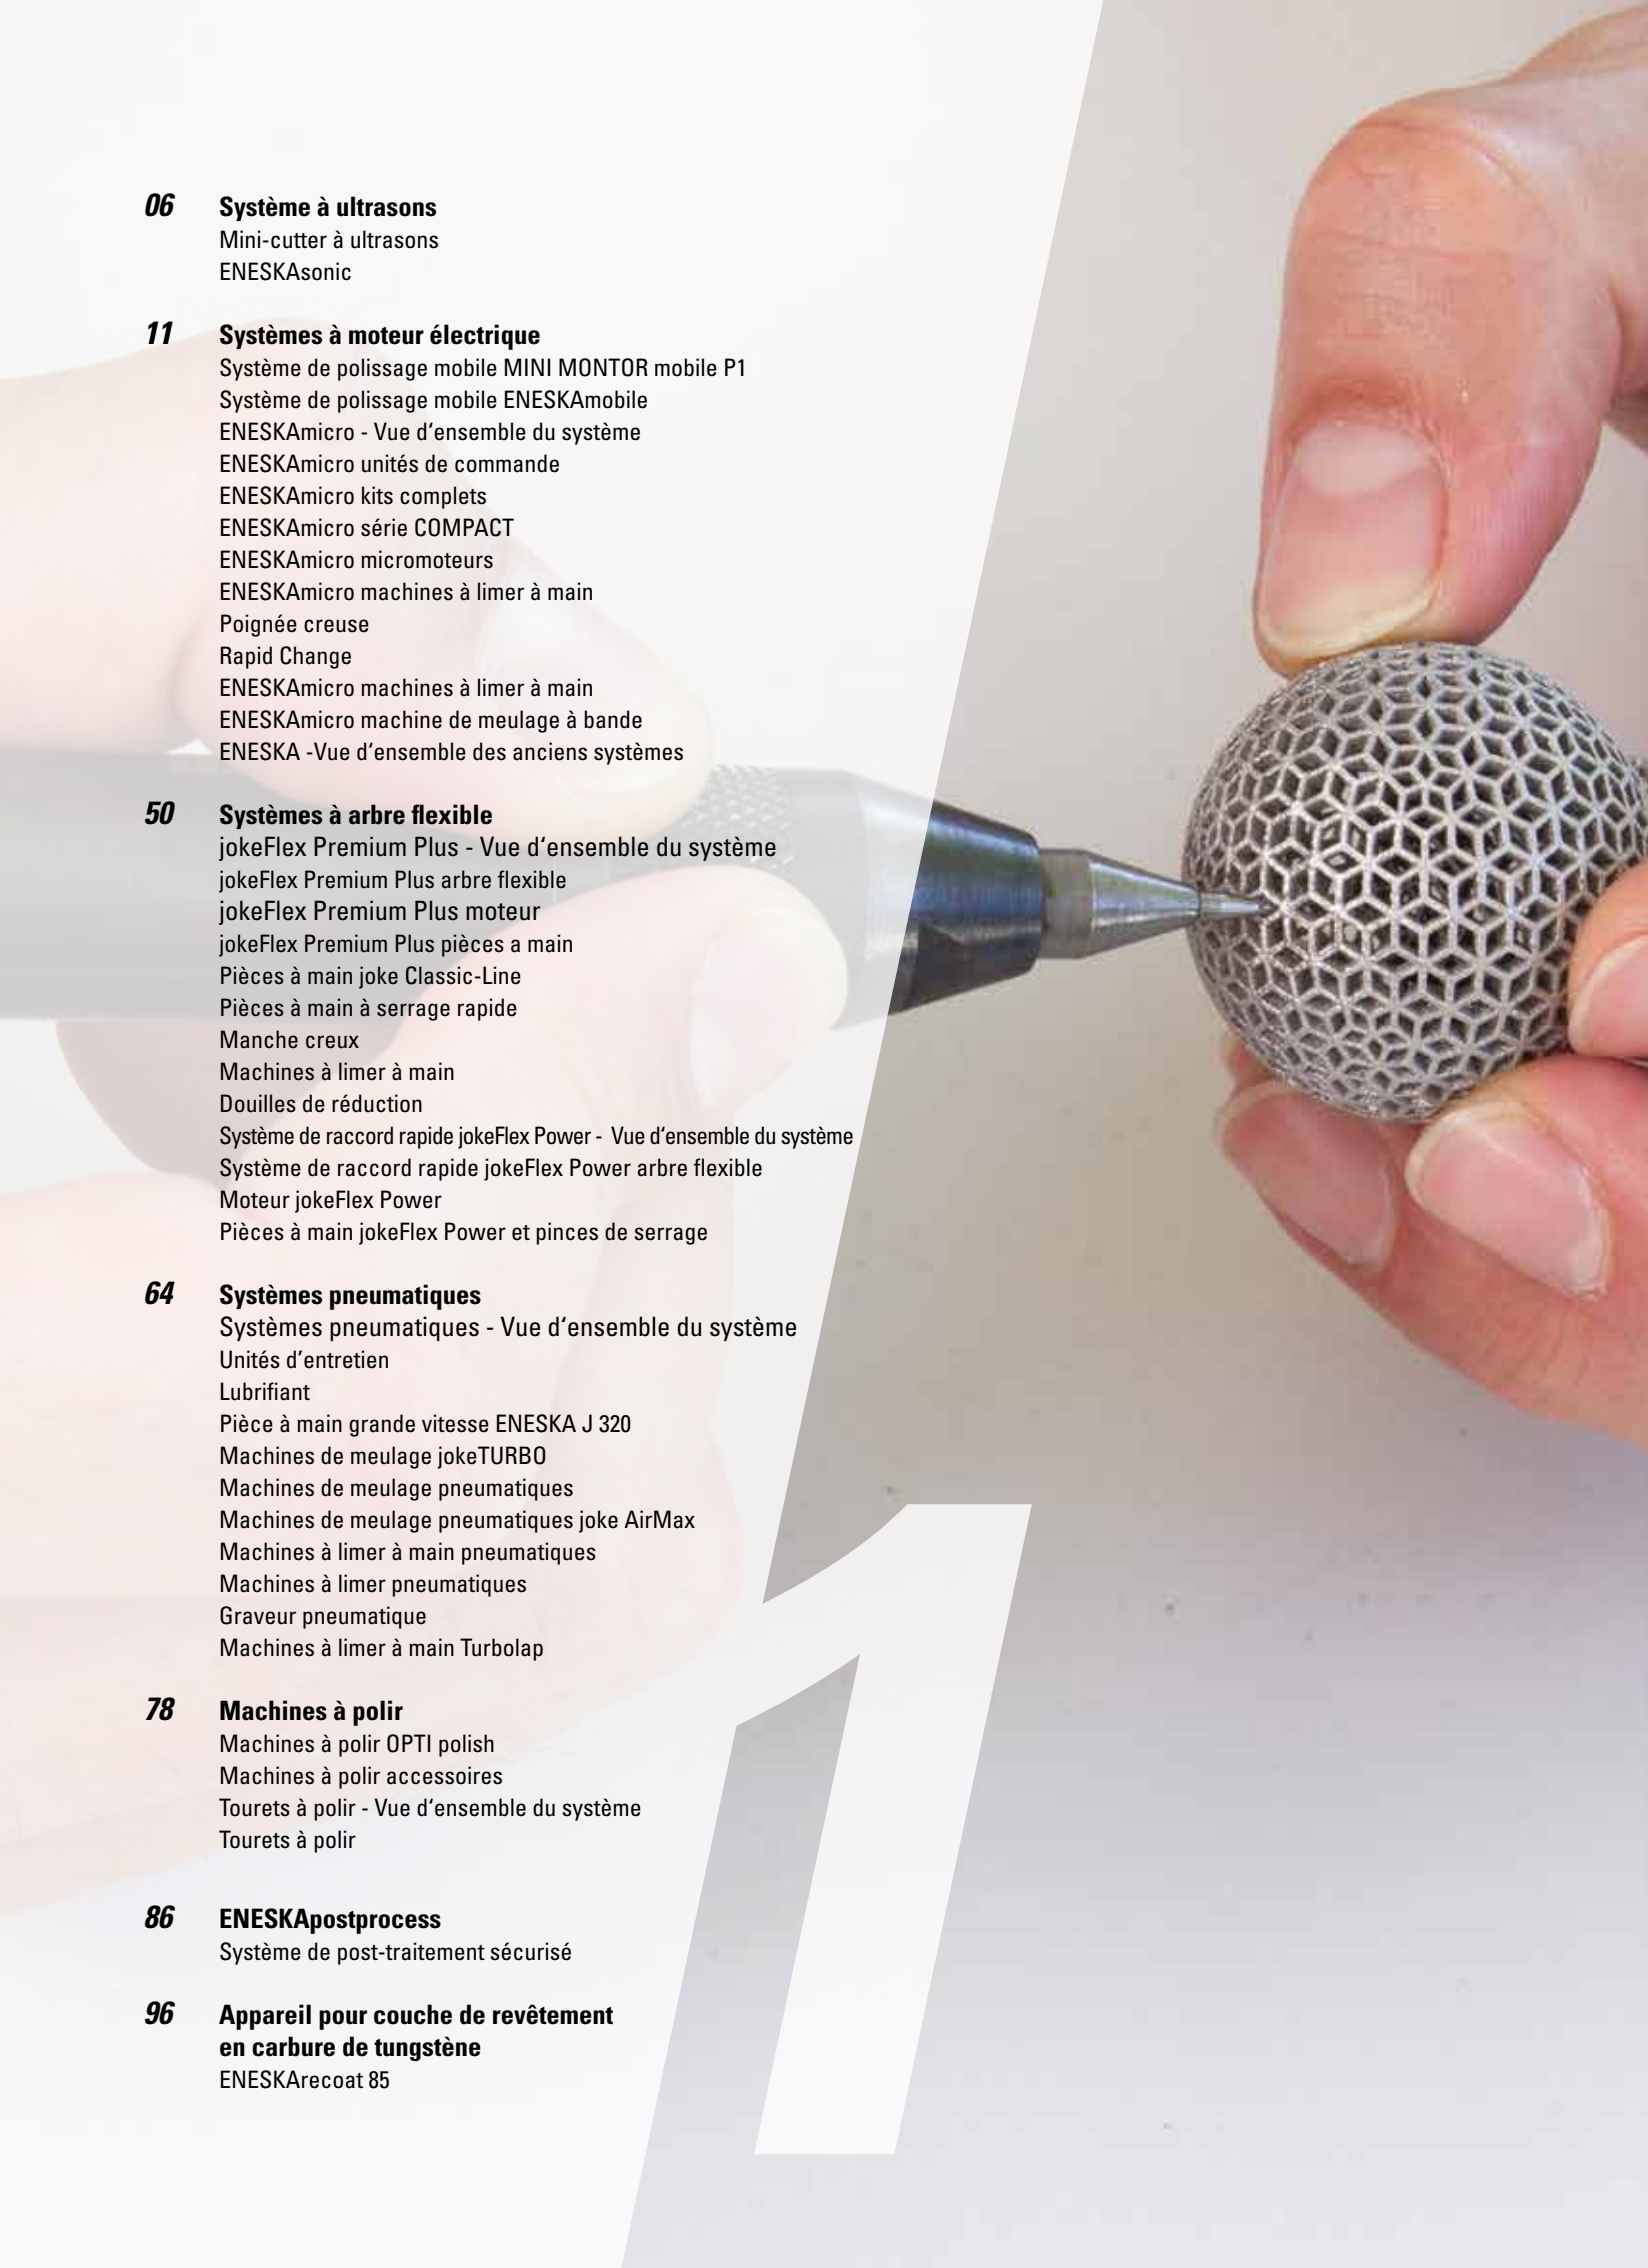 06 Système à ultrasons
Mini-cutter à ultrasons
ENESKAsonic
11 Systèmes à moteur électrique
Système de polissage mobile MINI MONTOR mobile P1
Système de polissage mobile ENESKAmobile
ENESKAmicro - Vue d‘ensemble du système
ENESKAmicro unités de commande
ENESKAmicro kits complets
ENESKAmicro série COMPACT
ENESKAmicro micromoteurs
ENESKAmicro machines à limer à main
Poignée creuse
Rapid Change
ENESKAmicro machines à limer à main
ENESKAmicro machine de meulage à bande
ENESKA -Vue d‘ensemble des anciens systèmes
50 Systèmes à arbre flexible
jokeFlex Premium Plus - Vue d‘ensemble du système
jokeFlex Premium Plus arbre flexible
jokeFlex Premium Plus moteur
jokeFlex Premium Plus pièces a main
Pièces à main joke Classic-Line
Pièces à main à serrage rapide
Manche creux
Machines à limer à main
Douilles de réduction
Système de raccord rapide jokeFlex Power - Vue d‘ensemble du système
Système de raccord rapide jokeFlex Power arbre flexible
Moteur jokeFlex Power
Pièces à main jokeFlex Power et pinces de serrage
64 Systèmes pneumatiques
Systèmes pneumatiques - Vue d‘ensemble du système
Unités d’entretien
Lubrifiant
Pièce à main grande vitesse ENESKA J 320
Machines de meulage jokeTURBO
Machines de meulage pneumatiques
Machines de meulage pneumatiques joke AirMax
Machines à limer à main pneumatiques
Machines à limer pneumatiques
Graveur pneumatique
Machines à limer à main Turbolap
78 Machines à polir
Machines à polir OPTI polish
Machines à polir accessoires
Tourets à polir - Vue d‘ensemble du système
Tourets à polir
86 ENESKApostprocess
Système de post-traitement sécurisé
96 Appareil pour couche de revêtement
en carbure de tungstène
ENESKArecoat 85
1